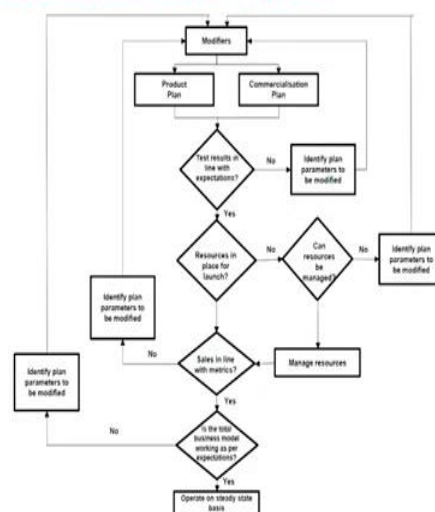 Modifiers
Product
Plan
Commercialisation
Plan
Test results in
line with
expectations?
No
Identify plan
parameters to
be modified
Yes
Resources in
place for
launch?
No
Can
resources
be
managed?
No
Identify plan
parameters to
be modified
Identify plan
parameters to
be modified
Manage resources
Sales in line
with metrics?
No
Identify plan
parameters to
be modified
Yes
Is the total
business model
working as per
expectations?
No
Yes
Operate on steady state
basis